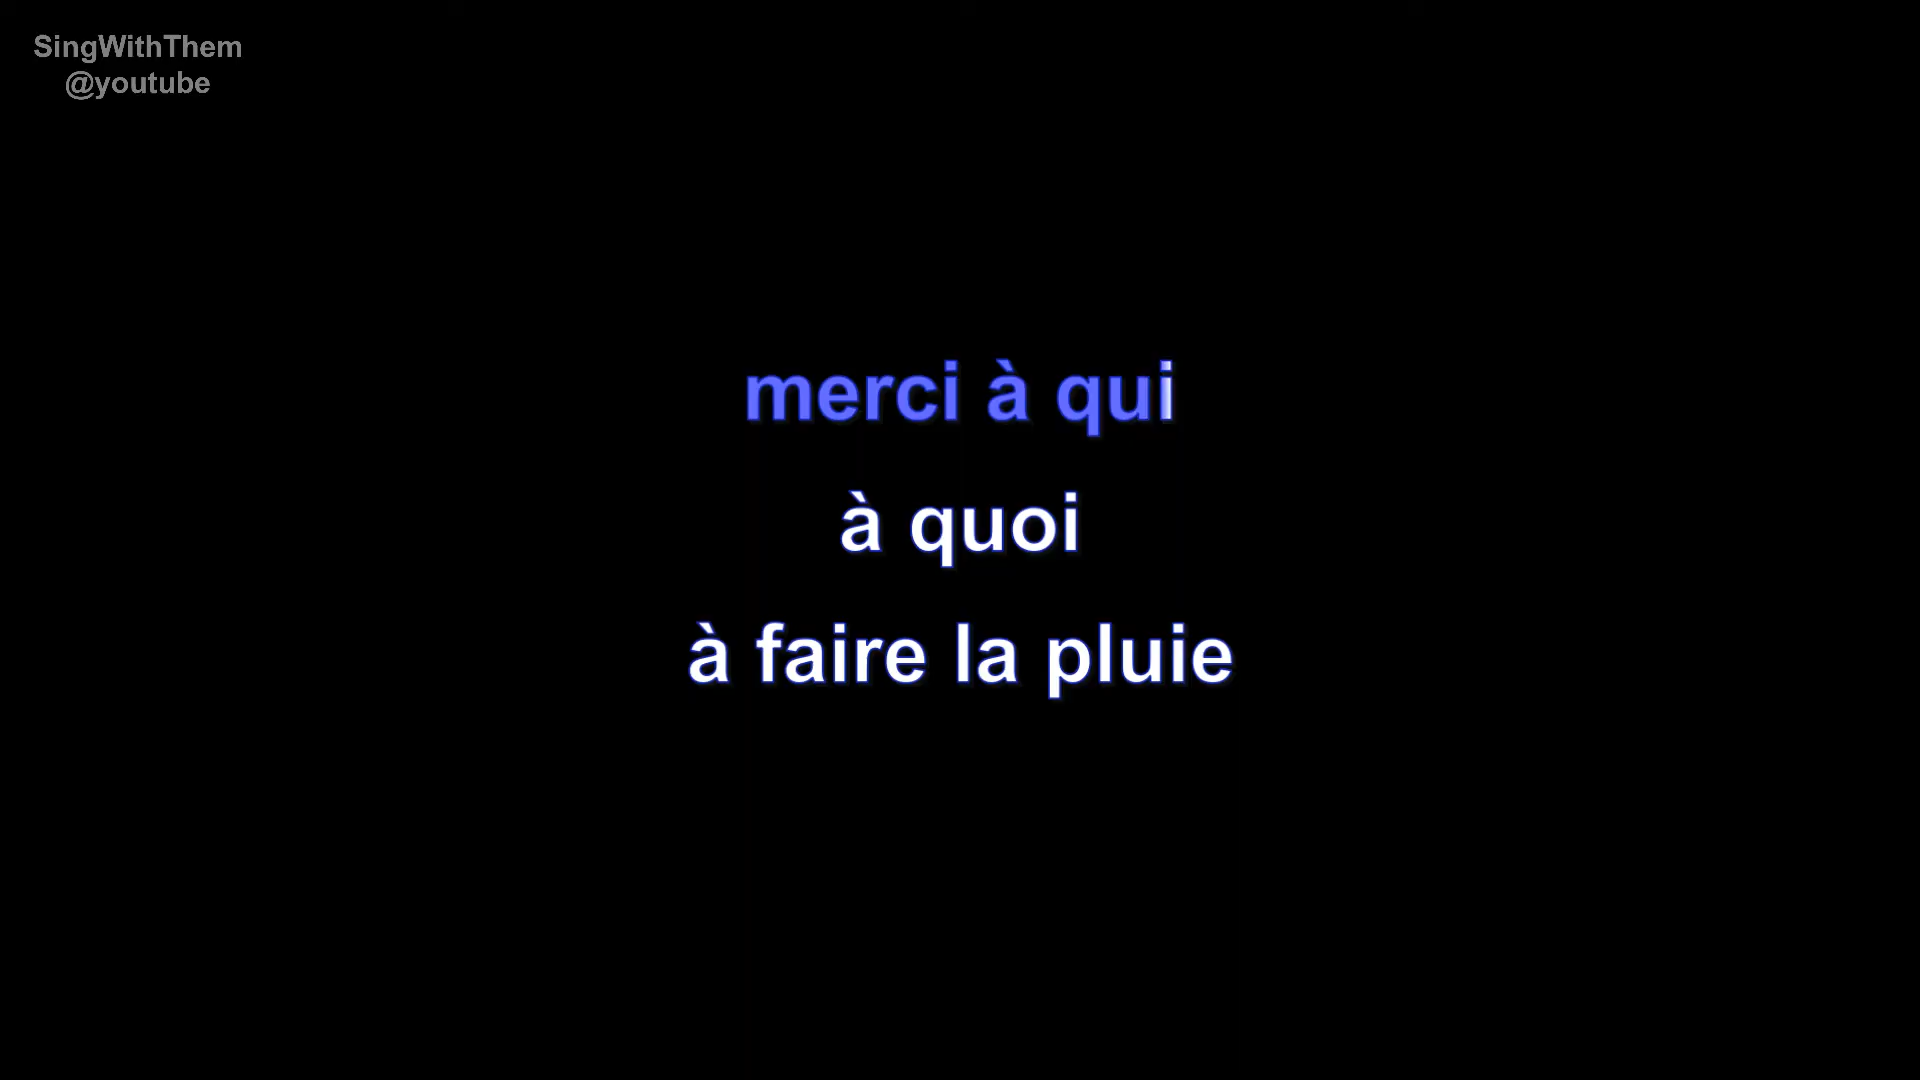 SingWithThem
@youtube
merci à qui
à quoi
à faire la pluie